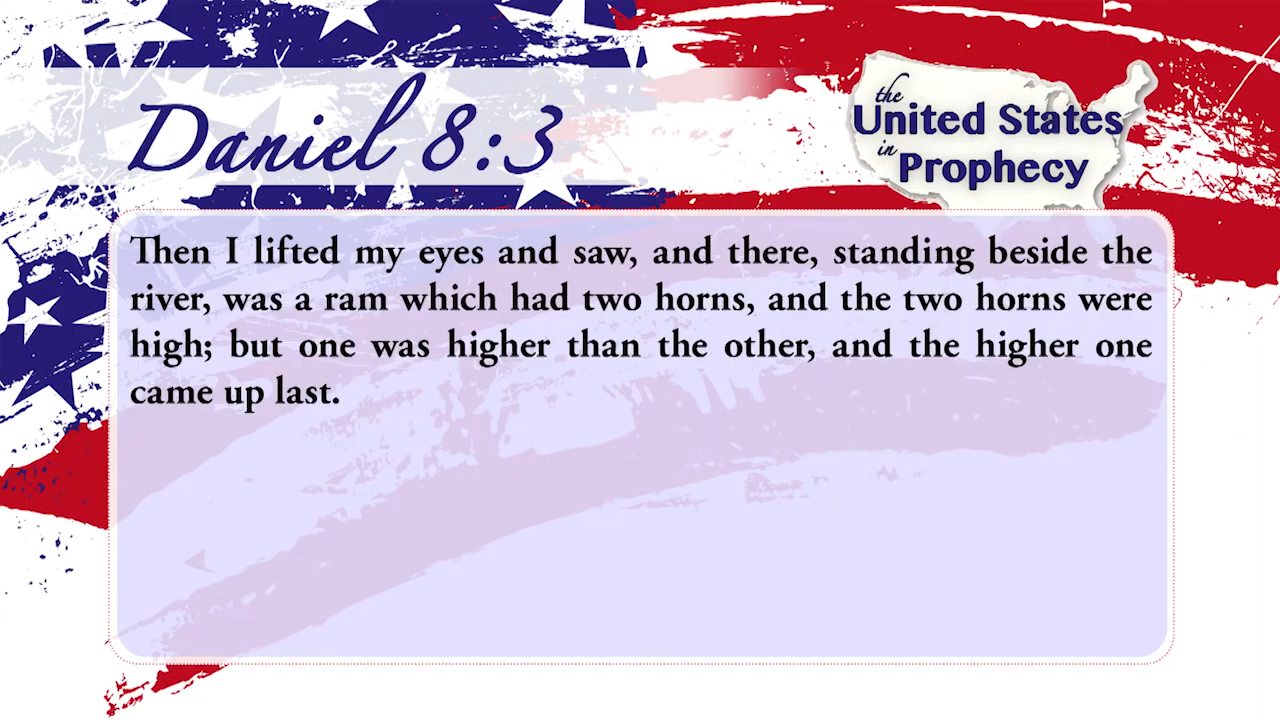 Daniel 8:3
the
United States
in
Prophecy
Then I lifted my eyes and saw, and there, standing beside the
river, was a ram which had two horns, and the two horns were
high; but one was higher than the other, and the higher one
came up last.